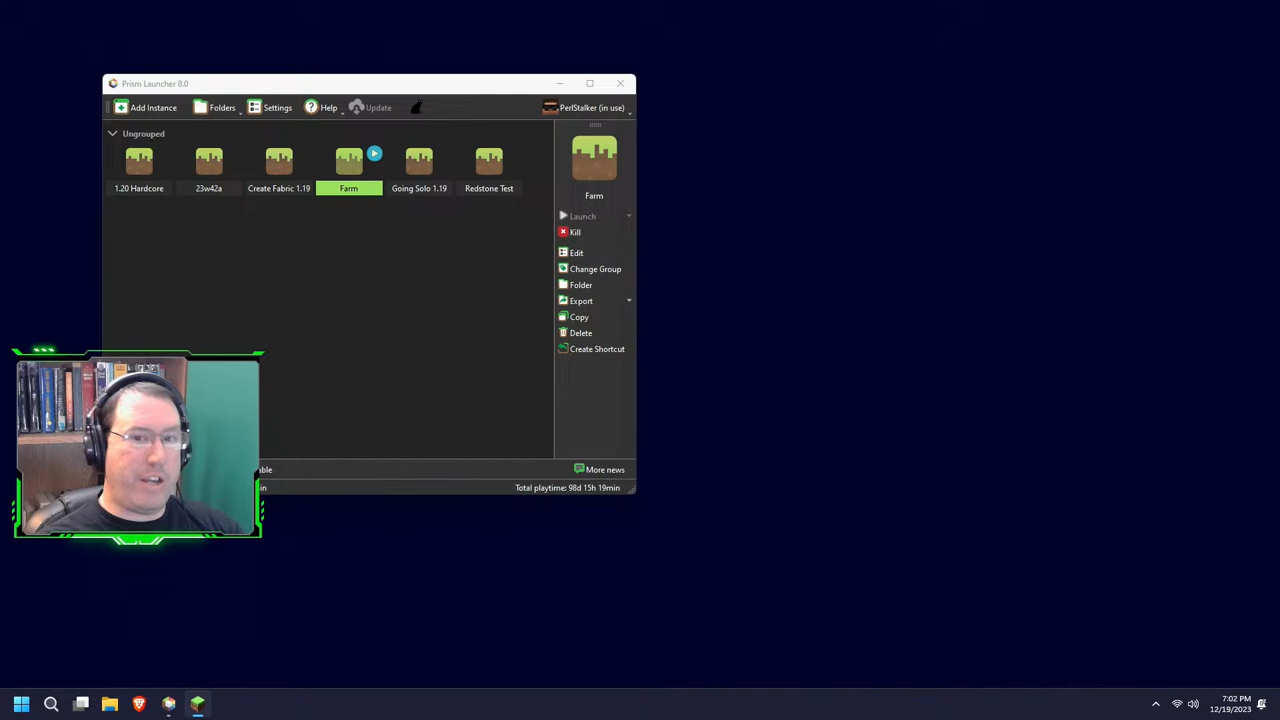 Prism Launcher 8.0
Add Instance Folders Settings Help Update PerlStalker (in use)
Ungrouped
1.20 Hardcore 23w42a Create Fabric 1.19 Farm Going Solo 1.19 Redstone Test
Farm
Launch
Kill
Edit
Change Group
Folder
Export
Copy
Delete
Create Shortcut
More news
Total playtime: 98d 15h 19min
7:02 PM
12/19/2023